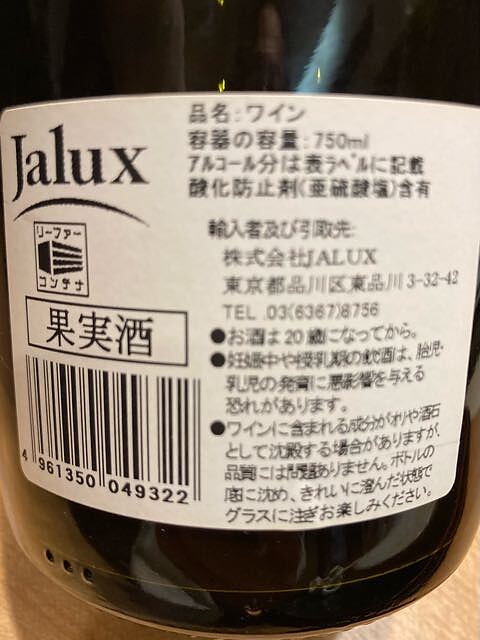 Jalux
品名:ワイン
容器の容量:750ml
アルコール分は表ラベルに記載
酸化防止剤(亜硫酸塩)含有
リーファー
コンテナ
果実酒
輸入者及び引取先:
株式会社JALUX
東京都品川区東品川3-32-42
TEL.03(6367)8756
●お酒は20歳になってから。
●妊娠中や授乳期の飲酒は、胎児・
乳児の発育に悪影響を与える
恐れがあります。
●ワインに含まれる成分がオリや酒石
として沈殿する場合がありますが、
品質には問題ありません。ボトルの
底に沈め、きれいに澄んだ状態で
グラスに注ぎお楽しみください。
4 961350 049322